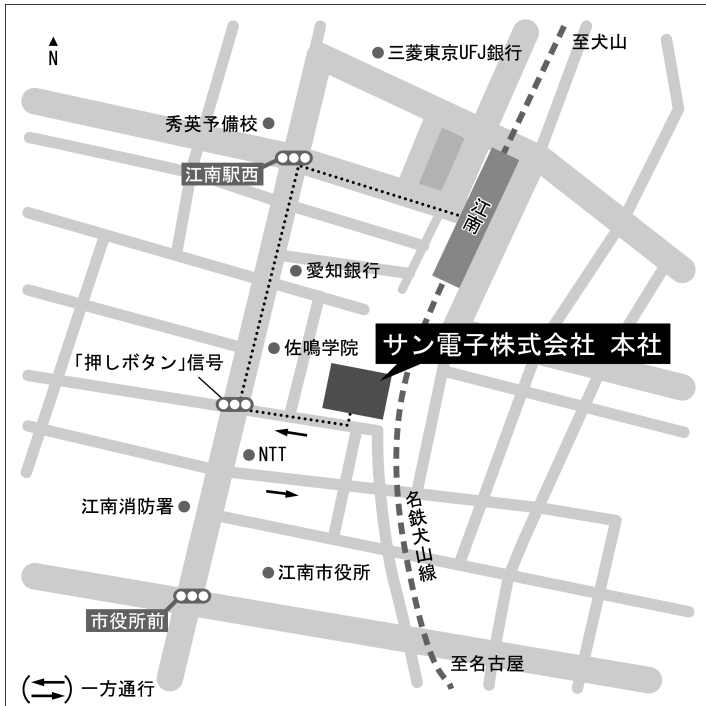 N
三菱東京UFJ銀行
至犬山
秀英予備校
江南駅西
江南
愛知銀行
サン電子株式会社 本社
佐鳴学院
「押しボタン」信号
NTT
江南消防署
名鉄犬山線
江南市役所
市役所前
至名古屋
(   ) 一方通行